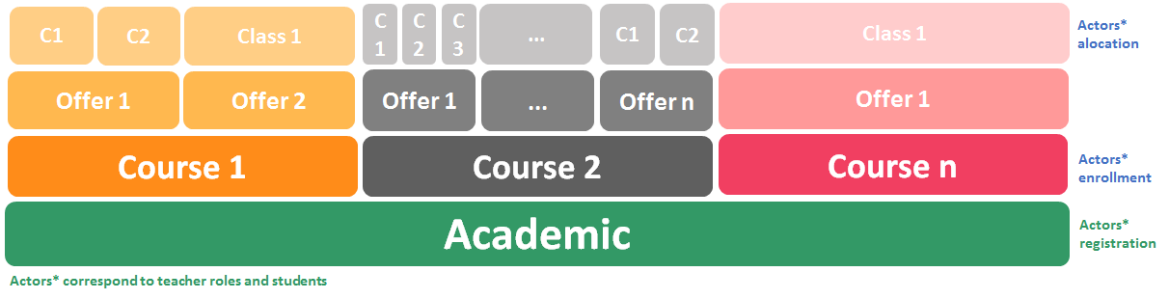 C1 C2 Class 1 C 1 C 2 C 3 ... C1 C2 Class 1
Actors*
alocation
Offer 1 Offer 2 Offer 1 ... Offer n Offer 1
Course 1 Course 2 Course n
Actors*
enrollment
Academic
Actors*
registration
Actors* correspond to teacher roles and students